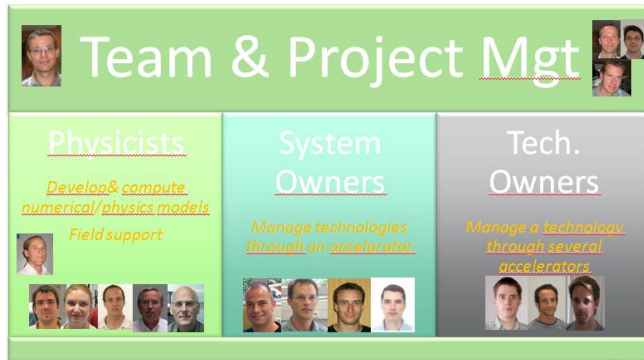 Team & Project Mgt
Physicists
Develop& compute
numerical/physics models
Field support
System
Owners
Manage technologies
through an accelarator
Tech.
Owners
Manage a technology
through several
accelerators